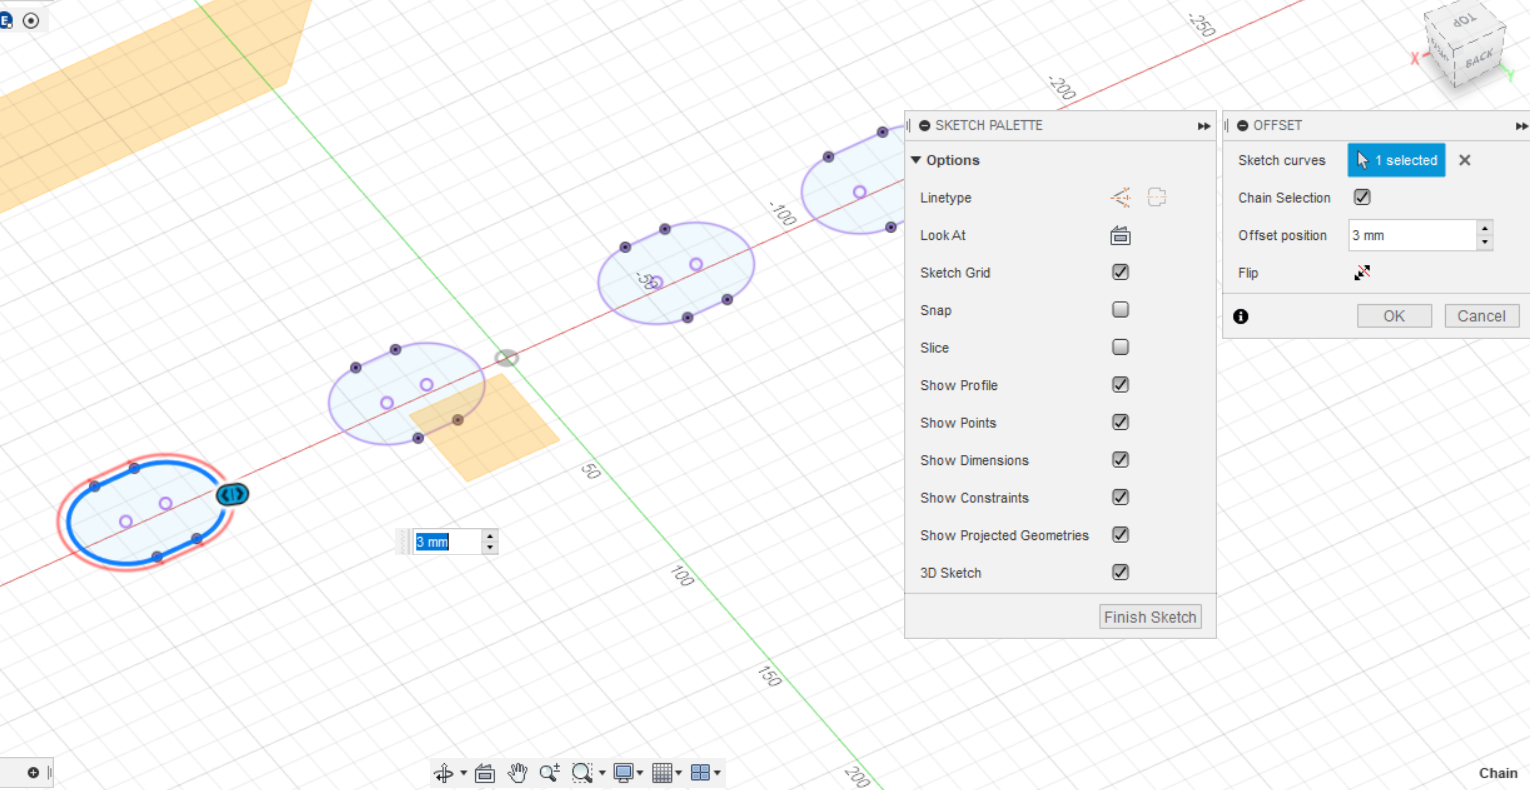 E
-250
TOP
BACK
X
Y
-200
SKETCH PALETTE
OFFSET
Options
Sketch curves
1 selected
Linetype
Chain Selection
Look At
Offset position
3 mm
Sketch Grid
Flip
Snap
OK
Cancel
Slice
-100
-50
Show Profile
Show Points
Show Dimensions
50
Show Constraints
Show Projected Geometries
3 mm
3D Sketch
100
Finish Sketch
150
200
Chain